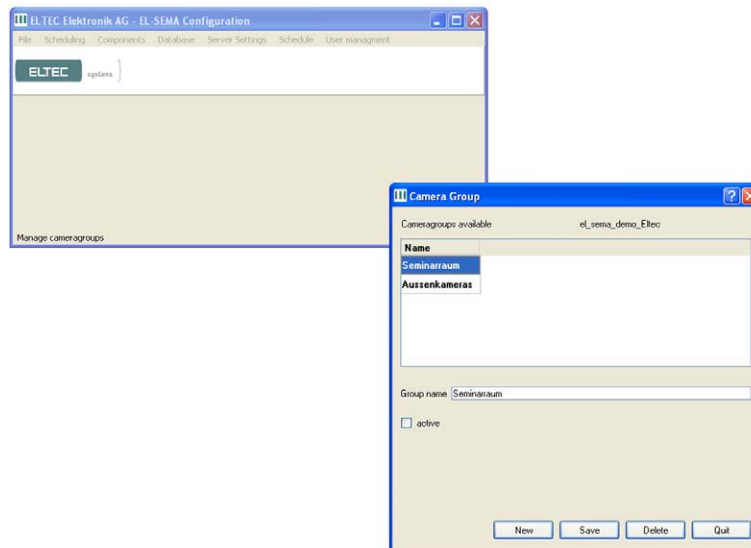 ELTEC Elektronik AG - EL-SEMA Configuration
File Scheduling Components Database Server Settings Schedule User managment
ELTEC systems
Manage cameragroups
Camera Group
Cameragroups available el_sema_demo_Eltec
Name
Seminarraum
Aussenkameras
Group name Seminarraum
active
New Save Delete Quit